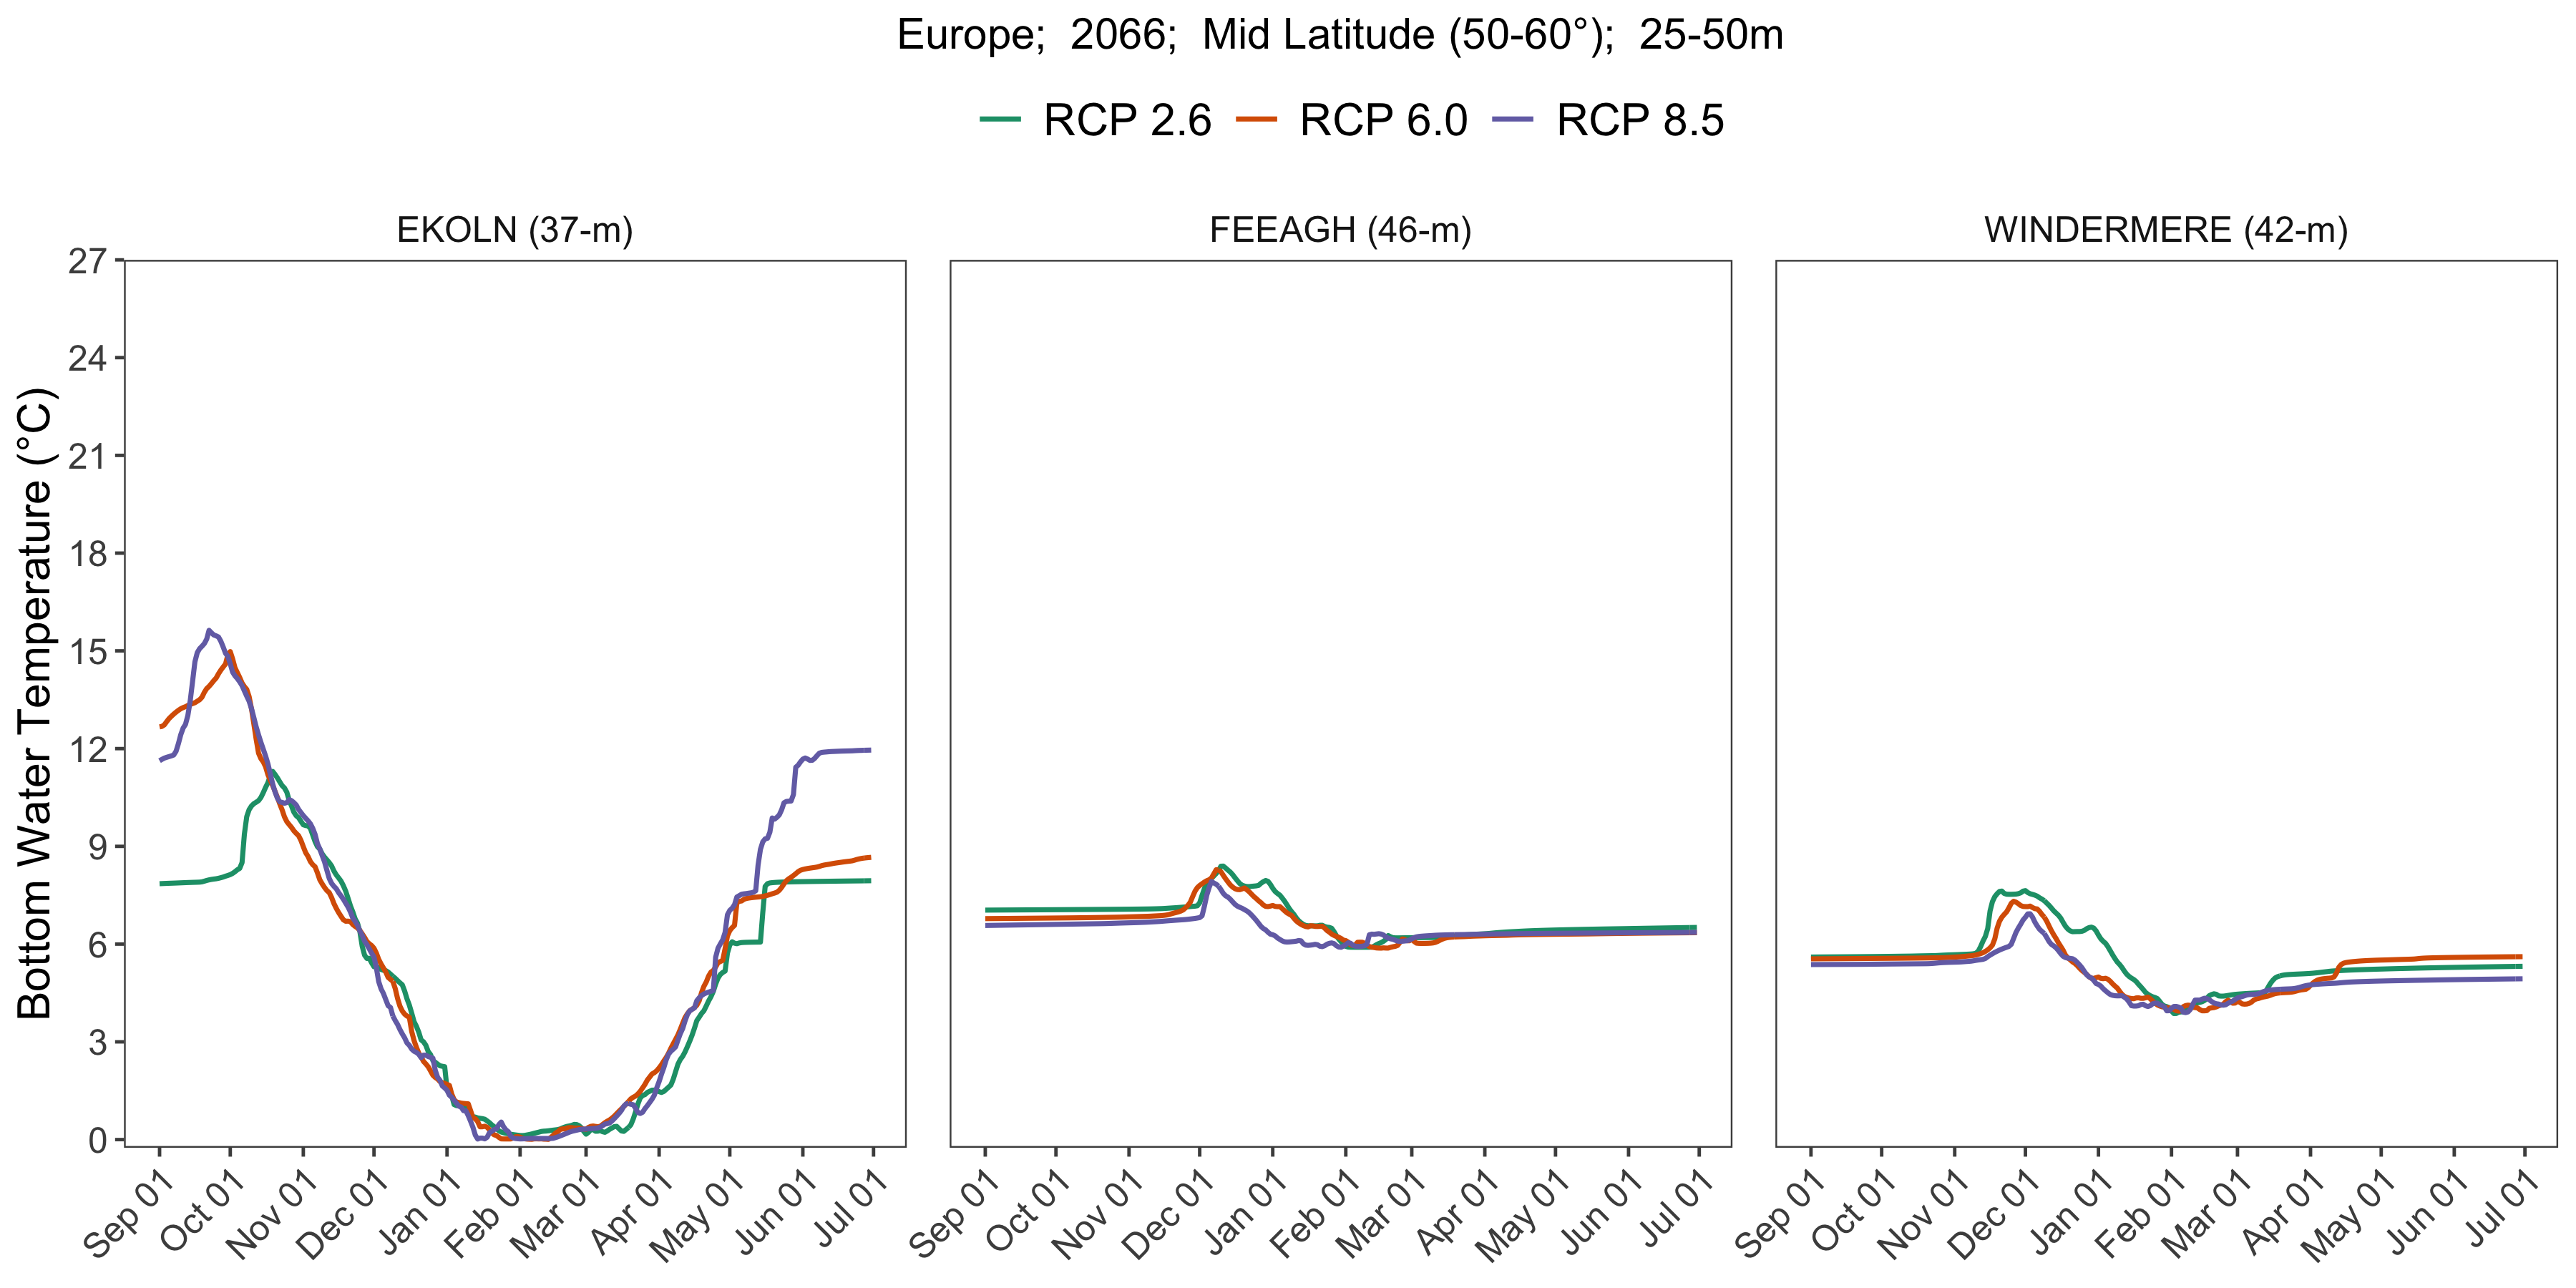 Europe;  2066;  Mid Latitude (50-60°);  25-50m
RCP 2.6 RCP 6.0 RCP 8.5
EKOLN (37-m) FEEAGH (46-m) WINDERMERE (42-m)
Bottom Water Temperature (°C)
27
24
21
18
15
12
9
6
3
0
Sep 01 Oct 01 Nov 01 Dec 01 Jan 01 Feb 01 Mar 01 Apr 01 May 01 Jun 01 Jul 01
Sep 01 Oct 01 Nov 01 Dec 01 Jan 01 Feb 01 Mar 01 Apr 01 May 01 Jun 01 Jul 01
Sep 01 Oct 01 Nov 01 Dec 01 Jan 01 Feb 01 Mar 01 Apr 01 May 01 Jun 01 Jul 01